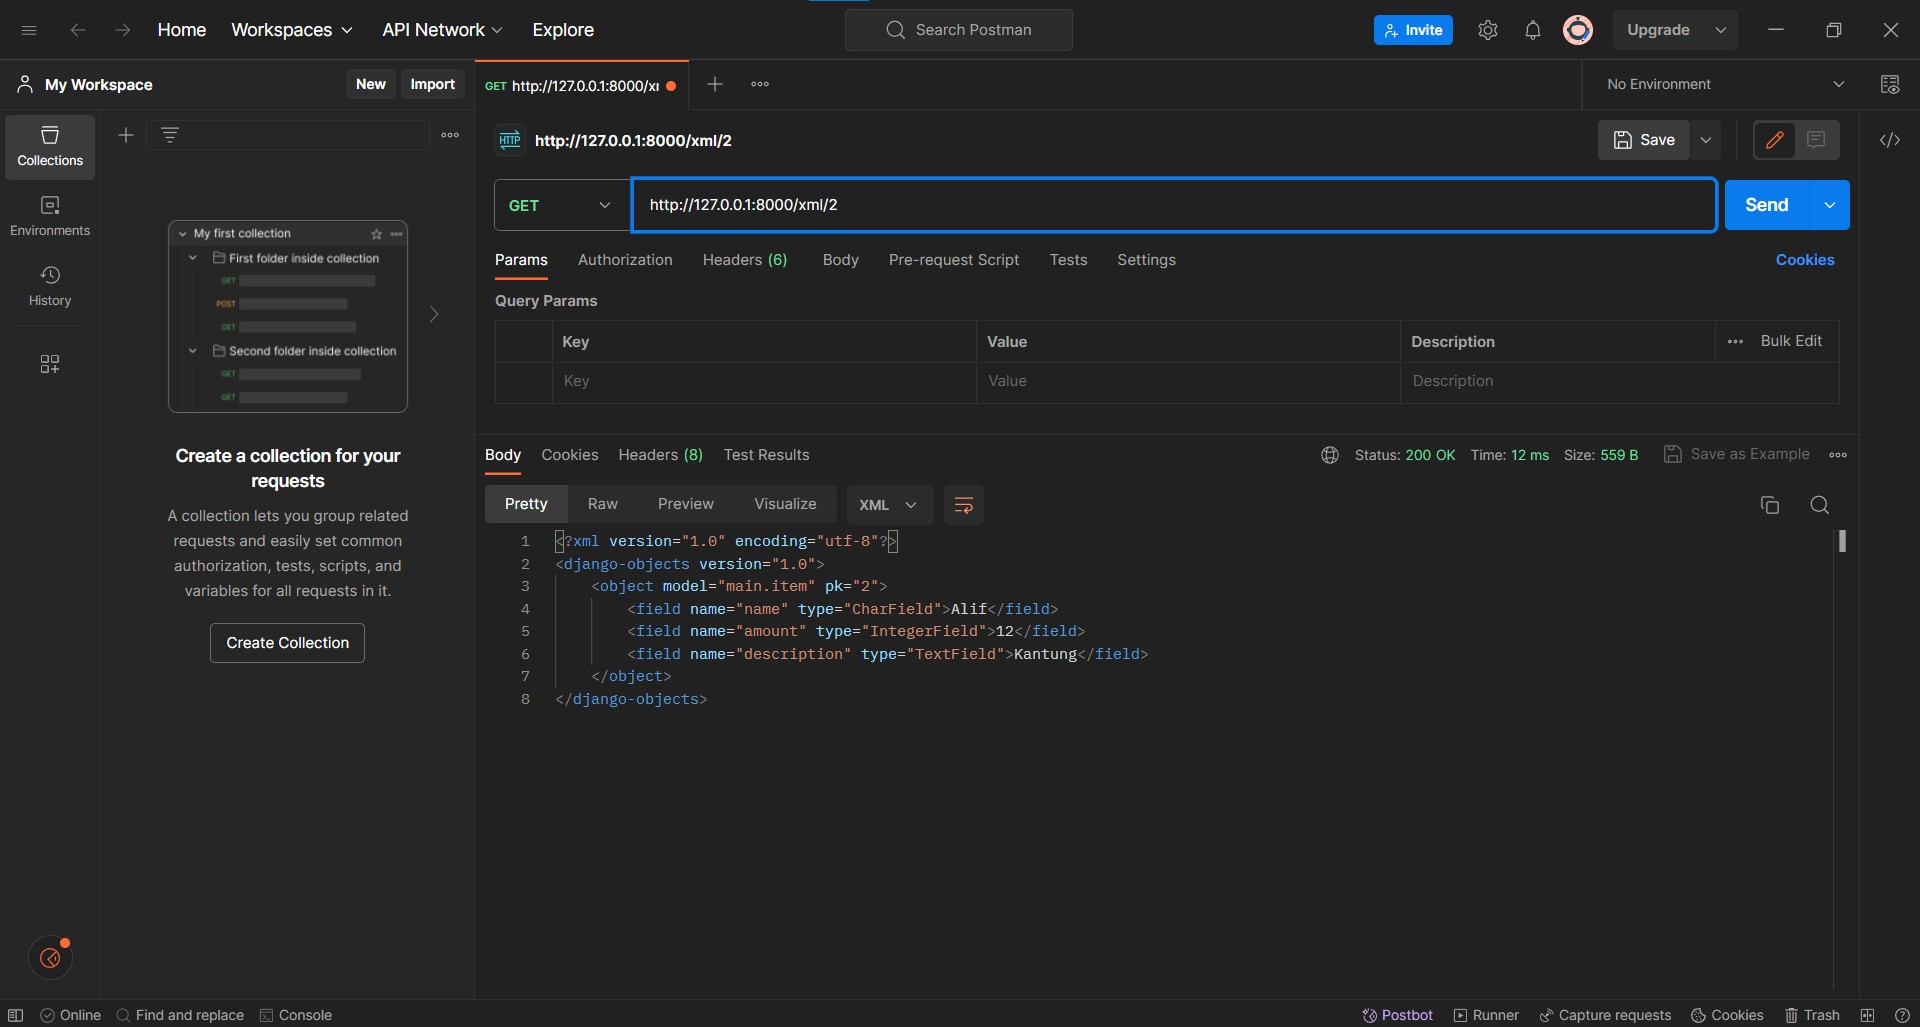 Home Workspaces API Network Explore Search Postman Invite Upgrade
My Workspace New Import GET http://127.0.0.1:8000/xı No Environment
Collections
Environments
History
My first collection
First folder inside collection
GET
POST
GET
Second folder inside collection
GET
GET
Create a collection for your
requests
A collection lets you group related
requests and easily set common
authorization, tests, scripts, and
variables for all requests in it.
Create Collection
HTTP http://127.0.0.1:8000/xml/2 Save
GET http://127.0.0.1:8000/xml/2 Send
Params Authorization Headers (6) Body Pre-request Script Tests Settings Cookies
Query Params
Key Value Description Bulk Edit
Key Value Description
Body Cookies Headers (8) Test Results Status: 200 OK Time: 12 ms Size: 559 B Save as Example
Pretty Raw Preview Visualize XML
1 <?xml version="1.0" encoding="utf-8"?>
2 <django-objects version="1.0">
3 <object model="main.item" pk="2">
4 <field name="name" type="CharField">Alif</field>
5 <field name="amount" type="IntegerField">12</field>
6 <field name="description" type="TextField">Kantung</field>
7 </object>
8 </django-objects>
Online Find and replace Console Postbot Runner Capture requests Cookies Trash